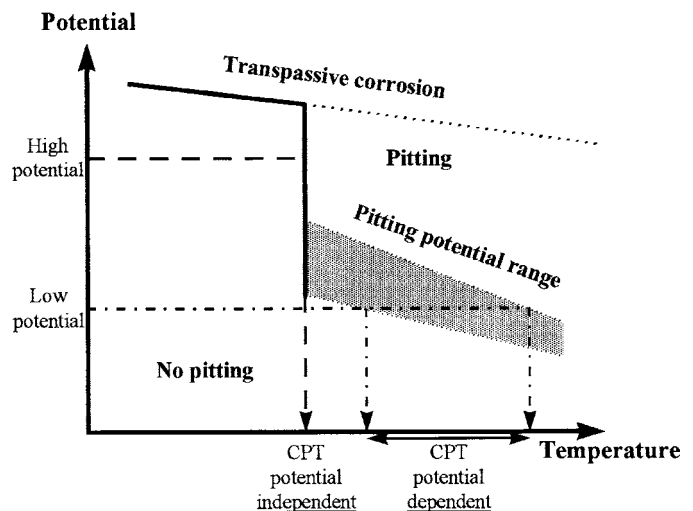 Potential
Transpassive corrosion
High
potential
Pitting
Pitting potential range
Low
potential
No pitting
Temperature
CPT
potential
independent
CPT
potential
dependent